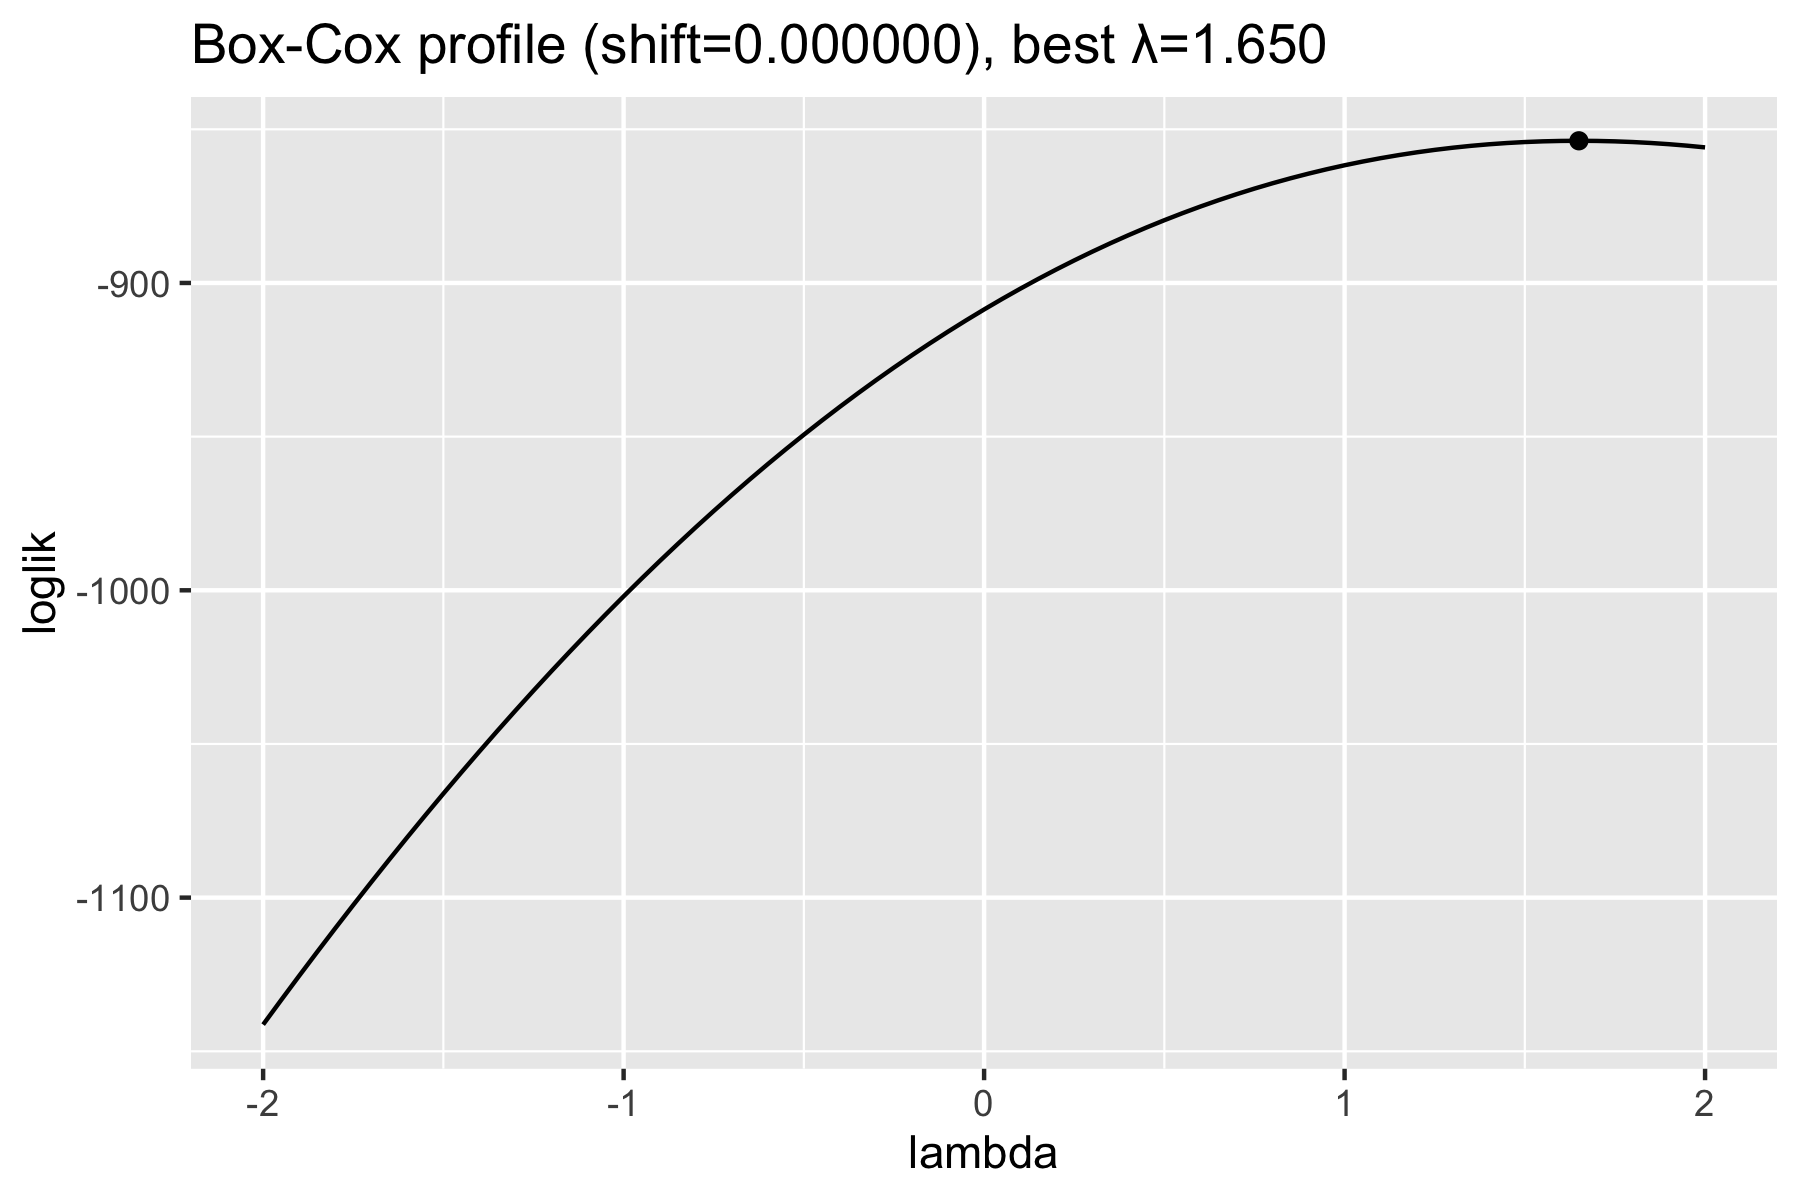 Box-Cox profile (shift=0.000000), best λ=1.650
-900
-1000
-1100
loglik
-2
-1
0
1
2
lambda